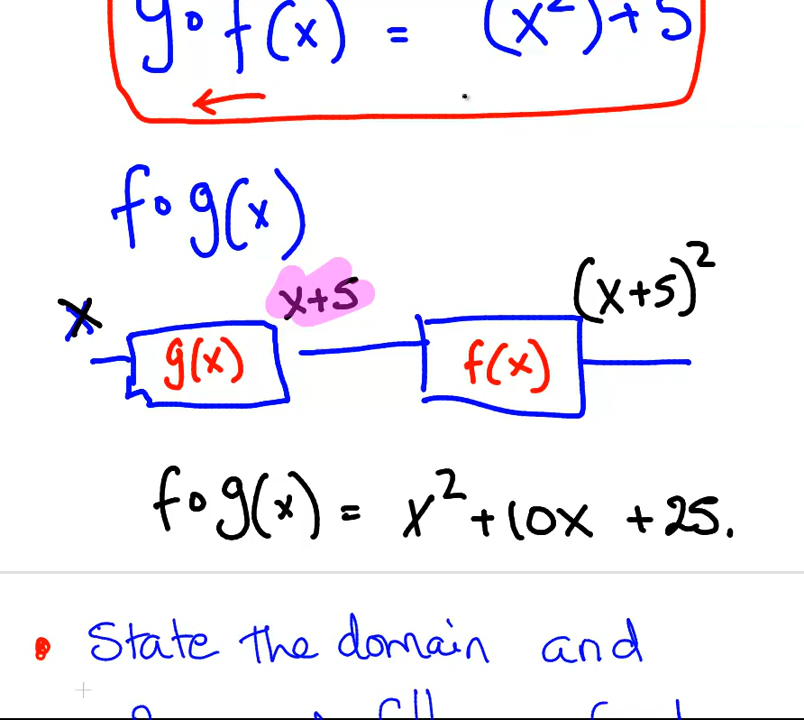 g∘f(x) = (x²)+5
f∘g(x)
x x+5 (x+5)²
g(x) f(x)
f∘g(x) = x²+10x +25.
• State the domain and